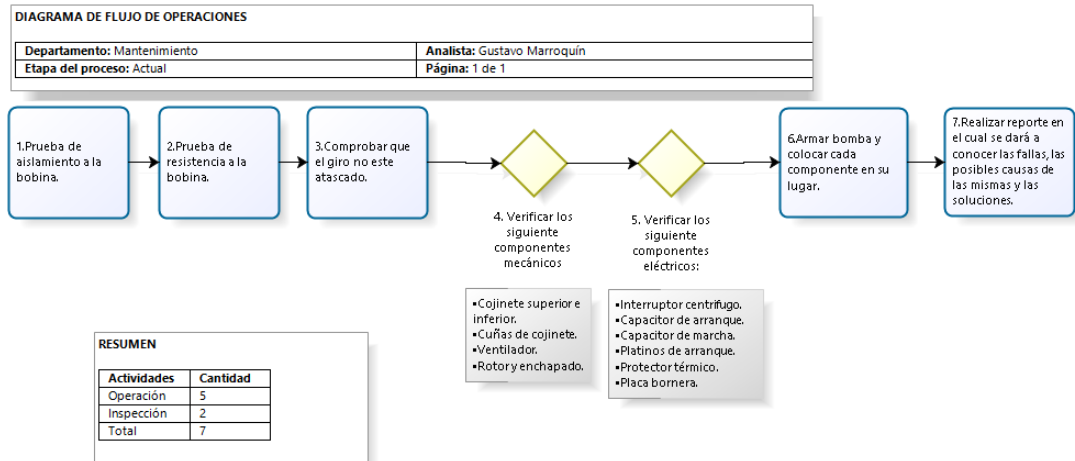 DIAGRAMA DE FLUJO DE OPERACIONES
Departamento: Mantenimiento
Analista: Gustavo Marroquín
Etapa del proceso: Actual
Página: 1 de 1
1.Prueba de
aislamiento a la
bobina.
2.Prueba de
resistencia a la
bobina.
3.Comprobar que
el giro no este
atascado.
4. Verificar los
siguiente
componentes
mecánicos
▪Cojinete superior e
inferior.
▪Cuñas de cojinete.
▪Ventilador.
▪Rotor y enchapado.
5. Verificar los
siguiente
componentes
eléctricos:
▪Interruptor centrifugo.
▪Capacitor de arranque.
▪Capacitor de marcha.
▪Platinos de arranque.
▪Protector térmico.
▪Placa bornera.
6.Armar bomba y
colocar cada
componente en su
lugar.
7.Realizar reporte en
el cual se dará a
conocer las fallas, las
posibles causas de
las mismas y las
soluciones.
RESUMEN
Actividades Cantidad
Operación 5
Inspección 2
Total 7